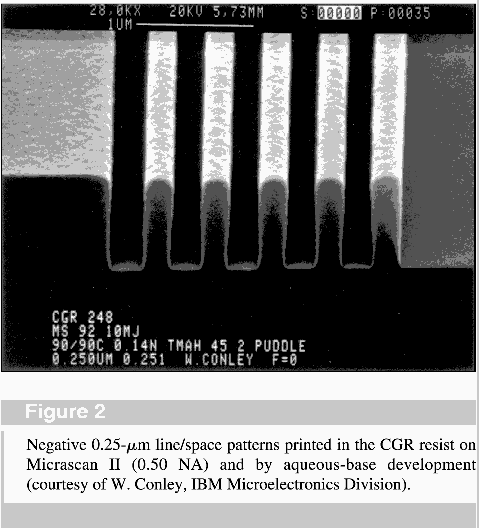 28.0KX 20KV 5.73MM S:00000 P:00035
1UM
CGR 248
MS 92 10MJ
90/90C 0.14N TMAH 45 2 PUDDLE
0.250UM 0.251 W.CONLEY F=0
Figure 2
Negative 0.25-μm line/space patterns printed in the CGR resist on
Micrascan II (0.50 NA) and by aqueous-base development
(courtesy of W. Conley, IBM Microelectronics Division).